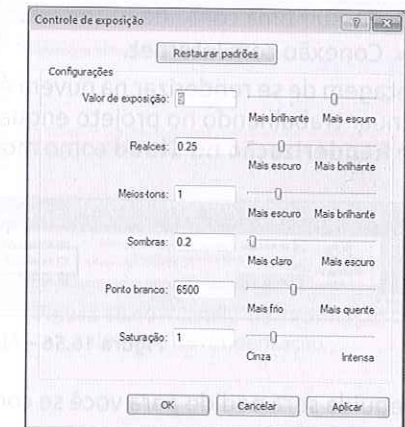 Controle de exposição
Restaurar padrões
Configurações
Valor de exposição:
Mais brilhante Mais escuro
Realces: 0.25
Mais escuro Mais brilhante
Meios-tons: 1
Mais escuro Mais brilhante
Sombras: 0.2
Mais claro Mais escuro
Ponto branco: 6500
Mais frio Mais quente
Saturação: 1
Cinza Intensa
OK Cancelar Aplicar